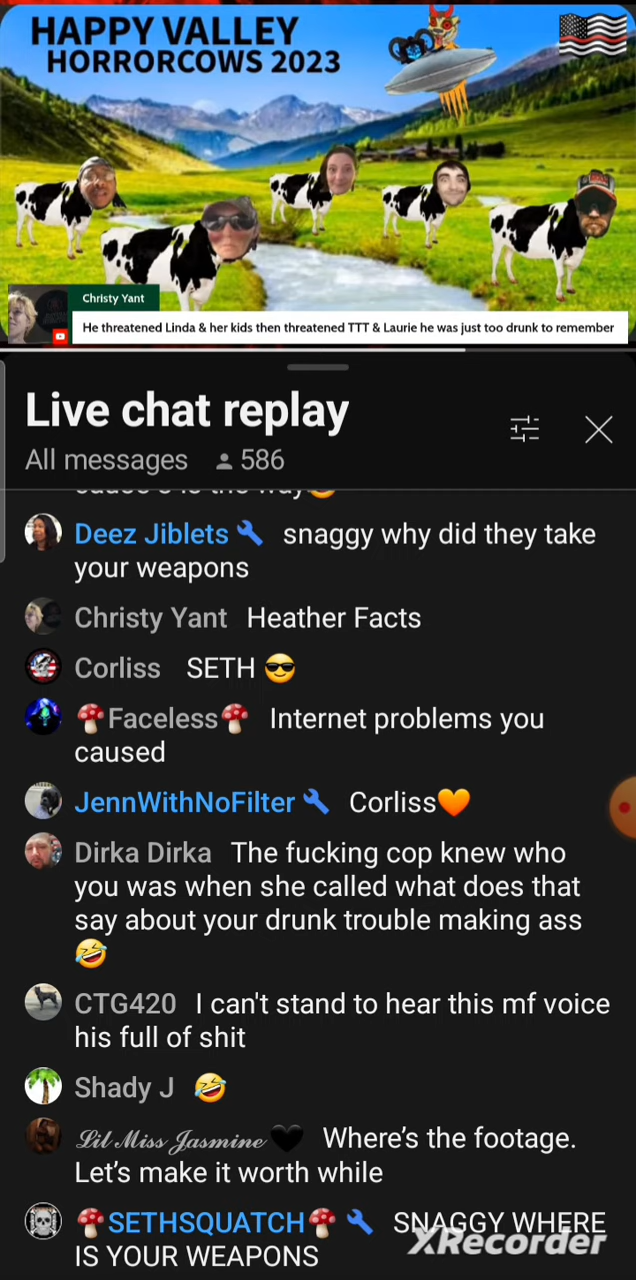 HAPPY VALLEY
HORRORCOWS 2023
Christy Yant
He threatened Linda & her kids then threatened TTT & Laurie he was just too drunk to remember
Live chat replay
All messages 586
Deez Jiblets snaggy why did they take
your weapons
Christy Yant Heather Facts
Corliss SETH 😎
🍄Faceless🍄 Internet problems you
caused
JennWithNoFilter Corliss🧡
Dirka Dirka The fucking cop knew who
you was when she called what does that
say about your drunk trouble making ass
🤣
CTG420 I can't stand to hear this mf voice
his full of shit
Shady J 🤣
𝓛𝓲𝓵 𝓜𝓲𝓼𝓼 𝓙𝓪𝓼𝓶𝓲𝓷𝓮🖤 Where’s the footage.
Let’s make it worth while
🍄SETHSQUATCH🍄 SNAGGY WHERE
IS YOUR WEAPONS
XRecorder